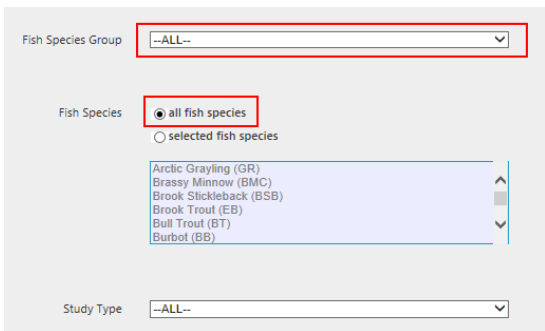 Fish Species Group --ALL--
Fish Species all fish species
selected fish species
Arctic Grayling (GR)
Brassy Minnow (BMC)
Brook Stickleback (BSB)
Brook Trout (EB)
Bull Trout (BT)
Burbot (BB)
Study Type --ALL--